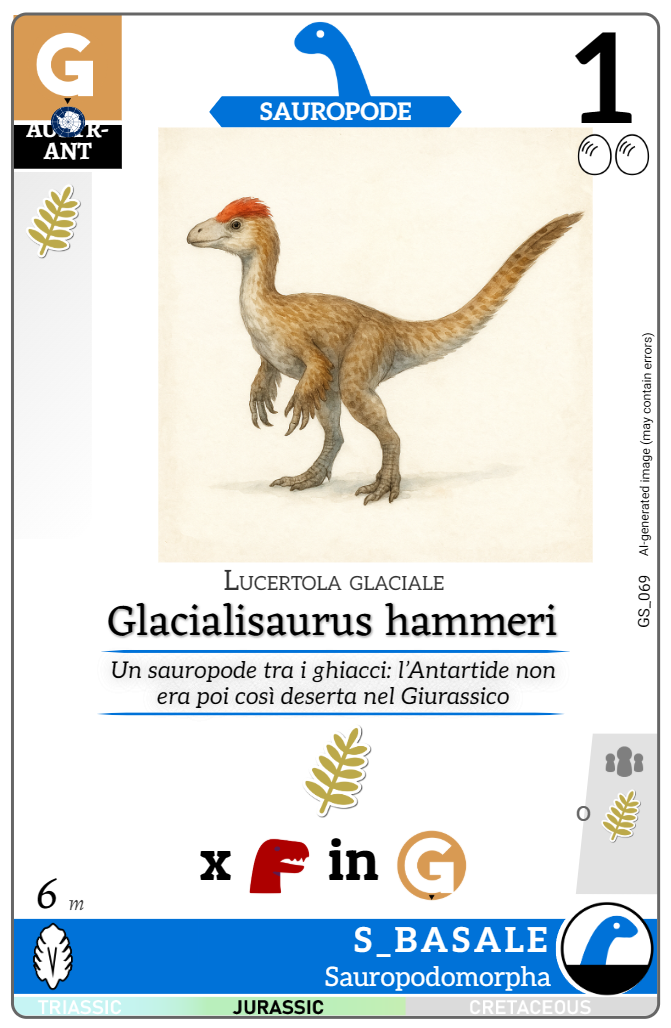 G
AUSTR-
ANT
SAUROPODE
1
AI-generated image (may contain errors)
GS_069
Lucertola glaciale
Glacialisaurus hammeri
Un sauropode tra i ghiacci: l'Antartide non
era poi così deserta nel Giurassico
o
x in G
6 m
S_BASALE
Sauropodomorpha
TRIASSIC JURASSIC CRETACEOUS